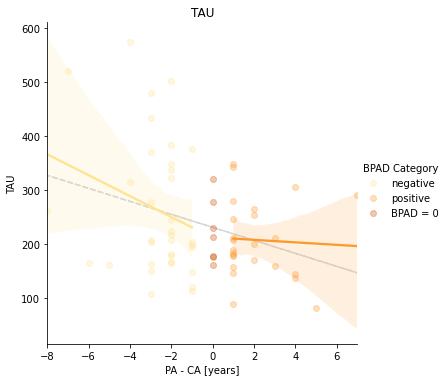 TAU
600
500
400
300
200
100
TAU
−8
−6
−4
−2
0
2
4
6
PA - CA [years]
BPAD Category
negative
positive
BPAD = 0